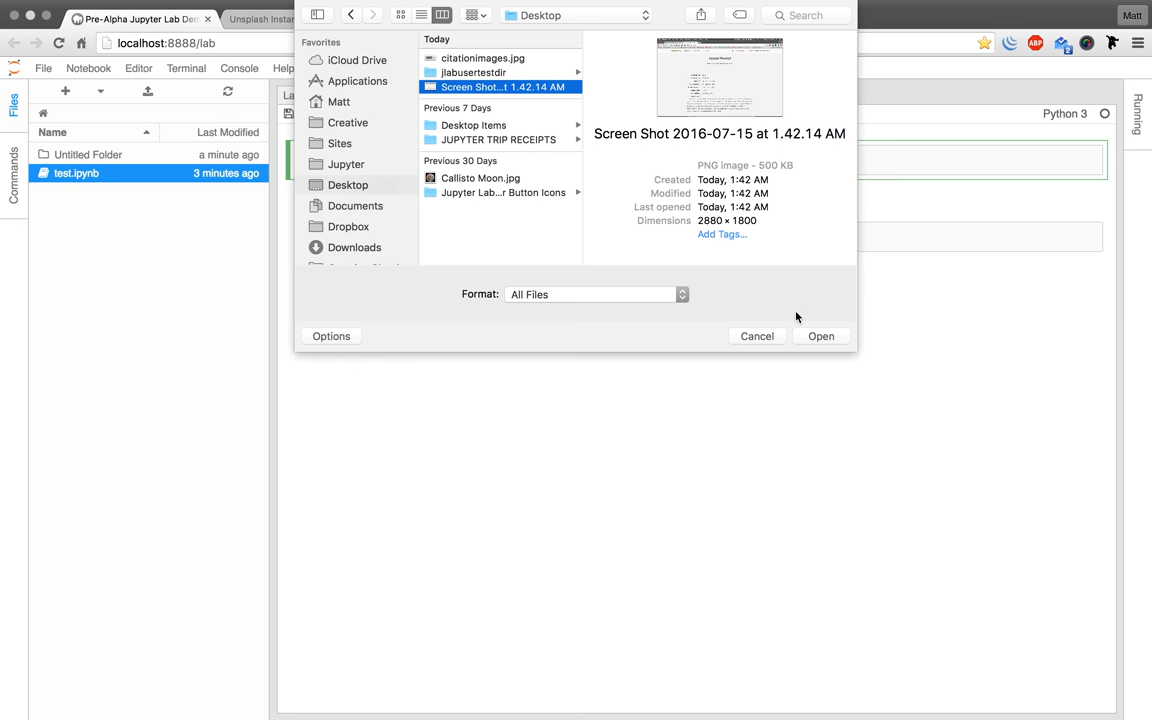 Pre-Alpha Jupyter Lab Den
Unsplash Instan
Matt
localhost:8888/lab
File Notebook Editor Terminal Console Help
Files
Commands
Name Last Modified
Untitled Folder a minute ago
test.ipynb 3 minutes ago
La
Python 3
Running
Desktop
Search
Favorites
iCloud Drive
Applications
Matt
Creative
Sites
Jupyter
Desktop
Documents
Dropbox
Downloads
Today
citationimages.jpg
jlabusertestdir
Screen Shot...t 1.42.14 AM
Previous 7 Days
Desktop Items
JUPYTER TRIP RECEIPTS
Previous 30 Days
Callisto Moon.jpg
Jupyter Lab...r Button Icons
Screen Shot 2016-07-15 at 1.42.14 AM
PNG image - 500 KB
Created Today, 1:42 AM
Modified Today, 1:42 AM
Last opened Today, 1:42 AM
Dimensions 2880 × 1800
Add Tags...
Format: All Files
Options
Cancel
Open
ABP
2